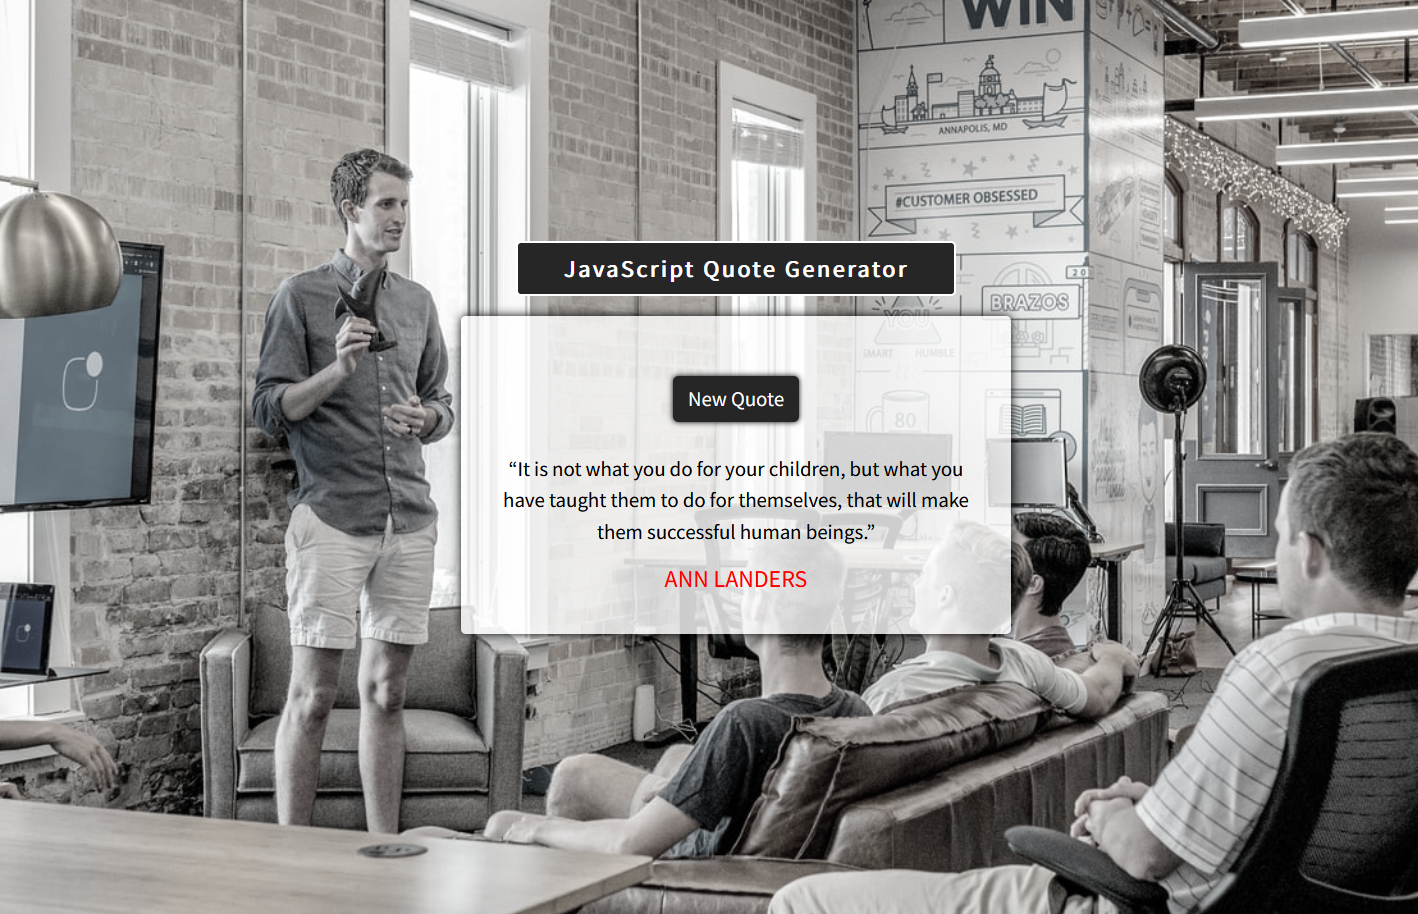 WIN
ANNAPOLIS, MD
#CUSTOMER OBSESSED
JavaScript Quote Generator
20
BRAZOS
YOU
SMART HUMBLE
New Quote
80
“It is not what you do for your children, but what you
have taught them to do for themselves, that will make
them successful human beings.”
ANN LANDERS